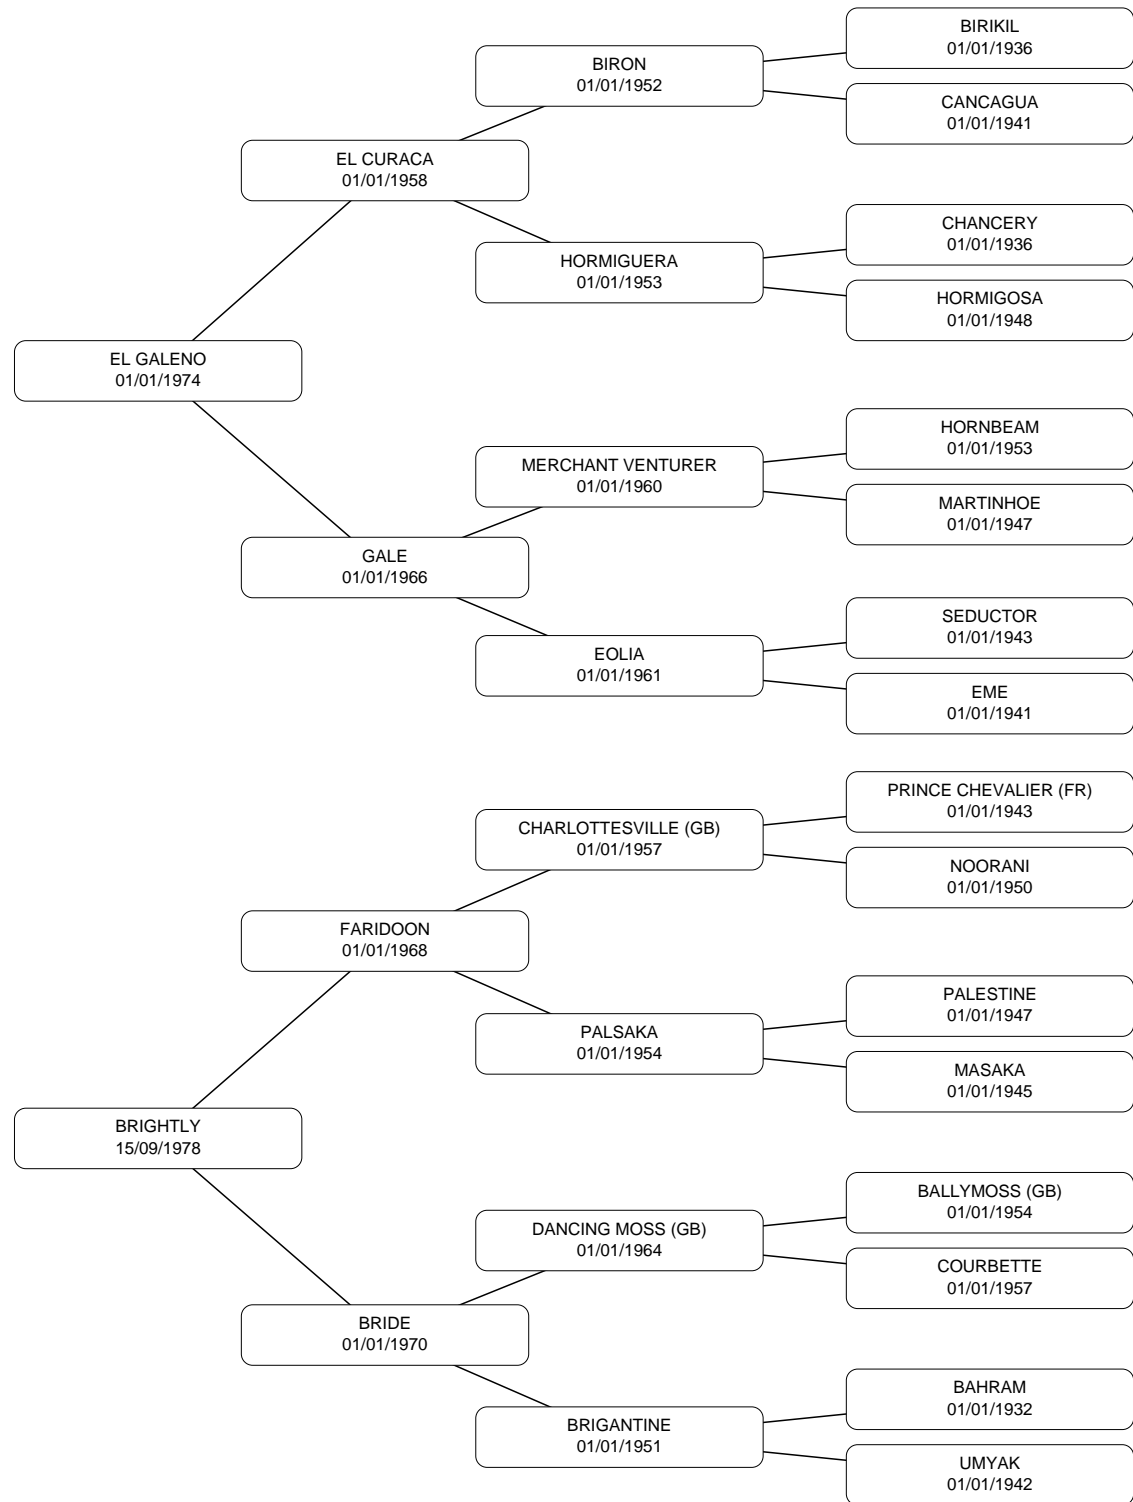 BIRIKIL
01/01/1936
BIRON
01/01/1952
CANCAGUA
01/01/1941
EL CURACA
01/01/1958
CHANCERY
01/01/1936
HORMIGUERA
01/01/1953
HORMIGOSA
01/01/1948
EL GALENO
01/01/1974
HORNBEAM
01/01/1953
MERCHANT VENTURER
01/01/1960
MARTINHOE
01/01/1947
GALE
01/01/1966
SEDUCTOR
01/01/1943
EOLIA
01/01/1961
EME
01/01/1941
PRINCE CHEVALIER (FR)
01/01/1943
CHARLOTTESVILLE (GB)
01/01/1957
NOORANI
01/01/1950
FARIDOON
01/01/1968
PALESTINE
01/01/1947
PALSAKA
01/01/1954
MASAKA
01/01/1945
BRIGHTLY
15/09/1978
BALLYMOSS (GB)
01/01/1954
DANCING MOSS (GB)
01/01/1964
COURBETTE
01/01/1957
BRIDE
01/01/1970
BAHRAM
01/01/1932
BRIGANTINE
01/01/1951
UMYAK
01/01/1942